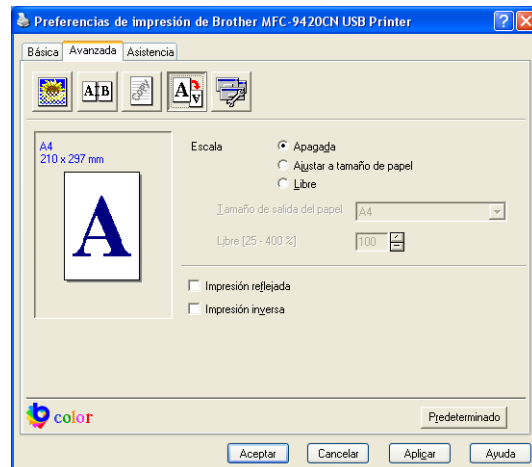 Preferencias de impresión de Brother MFC-9420CN USB Printer
Básica Avanzada Asistencia
A B
A V
A4
210 x 297 mm
A
Escala Apagada
Ajustar a tamaño de papel
Libre
Tamaño de salida del papel A4
Libre [25 - 400 %] 100
Impresión reflejada
Impresión inversa
color
Predeterminado
Aceptar Cancelar Aplicar Ayuda